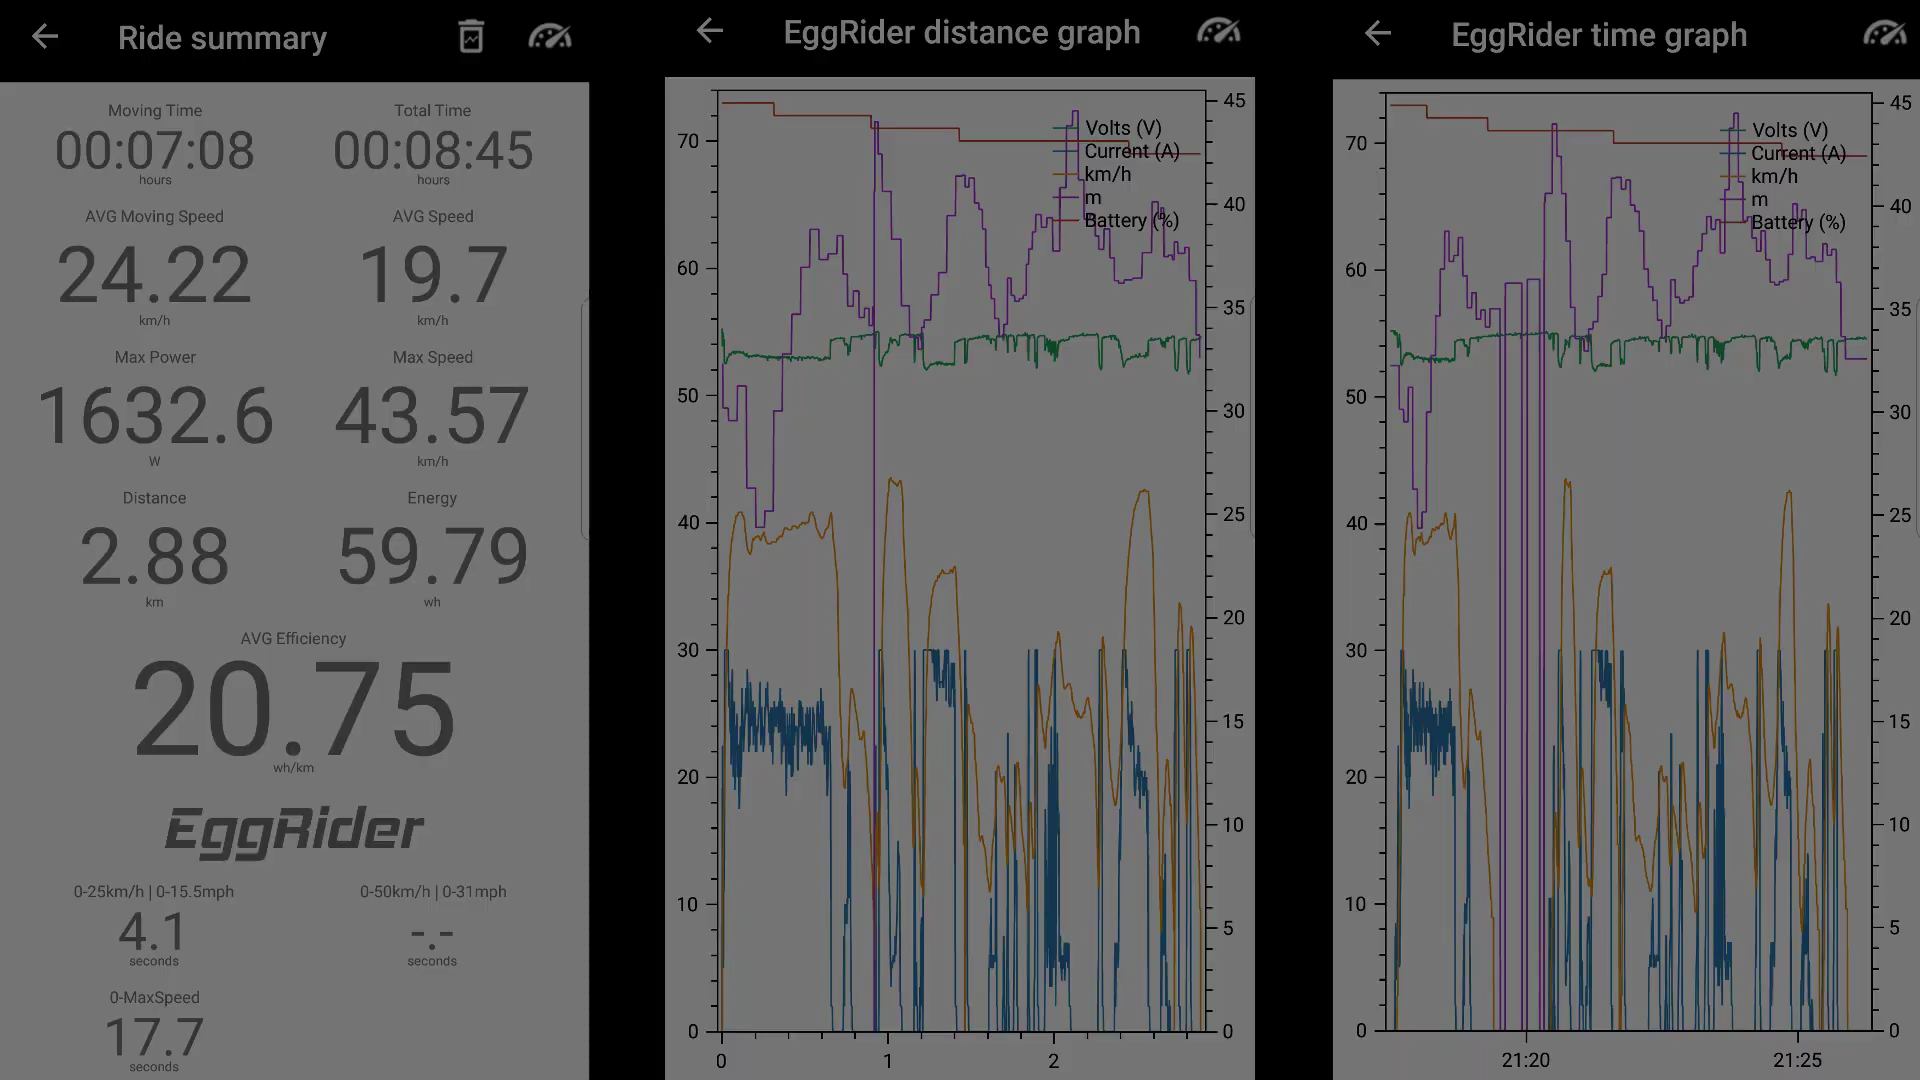 Ride summary
Moving Time
00:07:08
hours
Total Time
00:08:45
hours
AVG Moving Speed
24.22
km/h
AVG Speed
19.7
km/h
Max Power
1632.6
W
Max Speed
43.57
km/h
Distance
2.88
km
Energy
59.79
wh
AVG Efficiency
20.75
wh/km
EggRider
0-25km/h | 0-15.5mph
4.1
seconds
0-50km/h | 0-31mph
-.-
seconds
0-MaxSpeed
17.7
seconds
EggRider distance graph
70
60
50
40
30
20
10
0
45
40
35
30
25
20
15
10
5
0
Volts (V)
Current (A)
km/h
m
Battery (%)
0 1 2
EggRider time graph
70
60
50
40
30
20
10
0
45
40
35
30
25
20
15
10
5
0
Volts (V)
Current (A)
km/h
m
Battery (%)
21:20 21:25